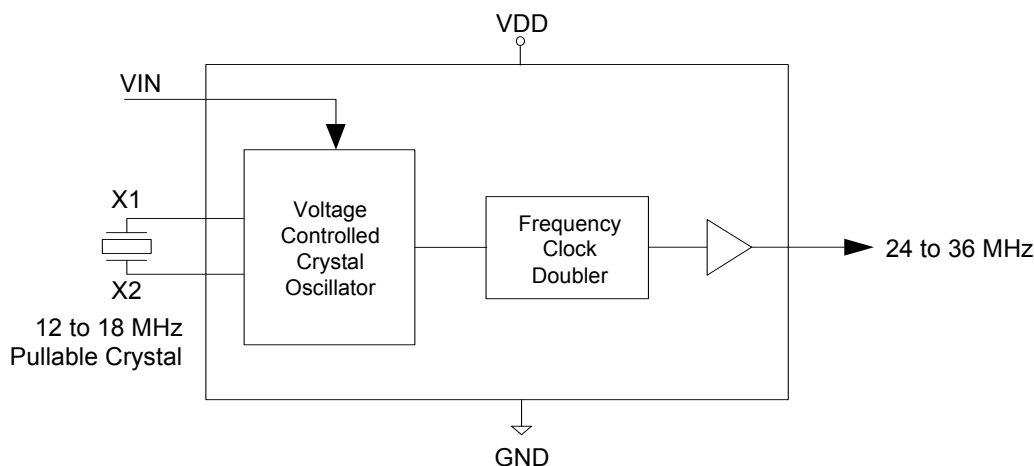 VDD
VIN
X1
X2
12 to 18 MHz
Pullable Crystal
Voltage
Controlled
Crystal
Oscillator
Frequency
Clock
Doubler
24 to 36 MHz
GND